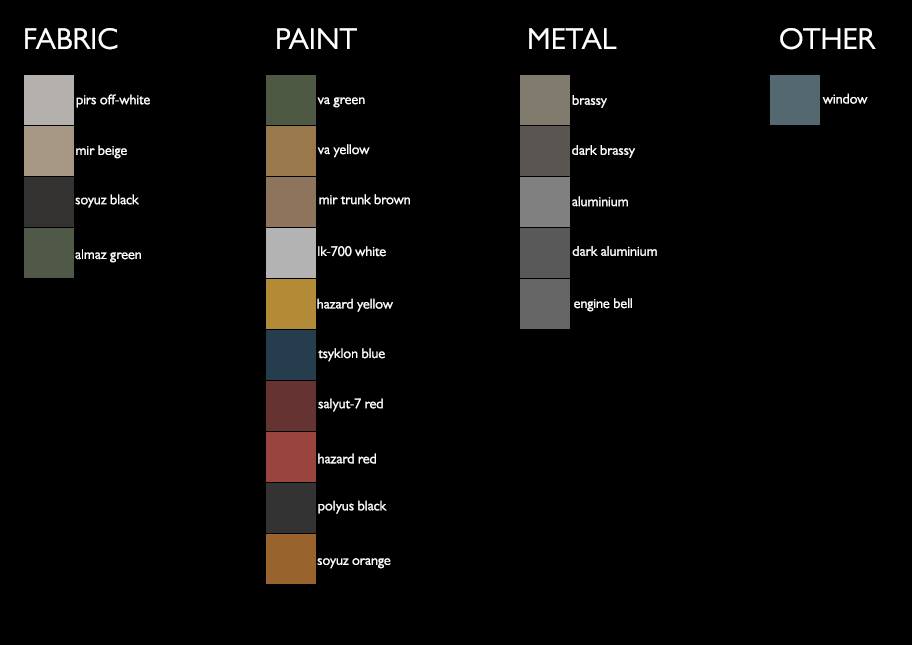 FABRIC
pirs off-white
mir beige
soyuz black
almaz green
PAINT
va green
va yellow
mir trunk brown
lk-700 white
hazard yellow
tsyklon blue
salyut-7 red
hazard red
polyus black
soyuz orange
METAL
brassy
dark brassy
aluminium
dark aluminium
engine bell
OTHER
window